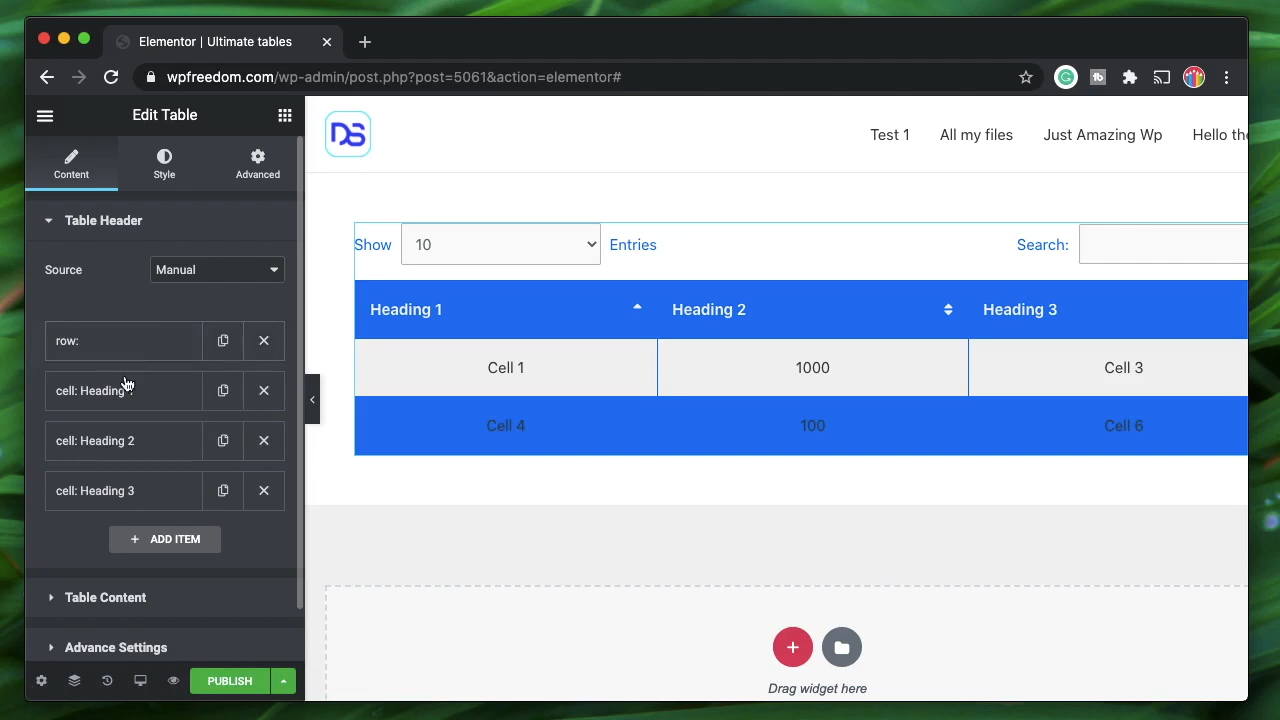 Elementor | Ultimate tables
wpfreedom.com/wp-admin/post.php?post=5061&action=elementor#
Edit Table
Content
Style
Advanced
Table Header
Source
Manual
row:
cell: Heading
cell: Heading 2
cell: Heading 3
ADD ITEM
Table Content
Advance Settings
PUBLISH
DS
Test 1
All my files
Just Amazing Wp
Hello the
Show
10
Entries
Search:
Heading 1
Heading 2
Heading 3
Cell 1
1000
Cell 3
Cell 4
100
Cell 6
Drag widget here